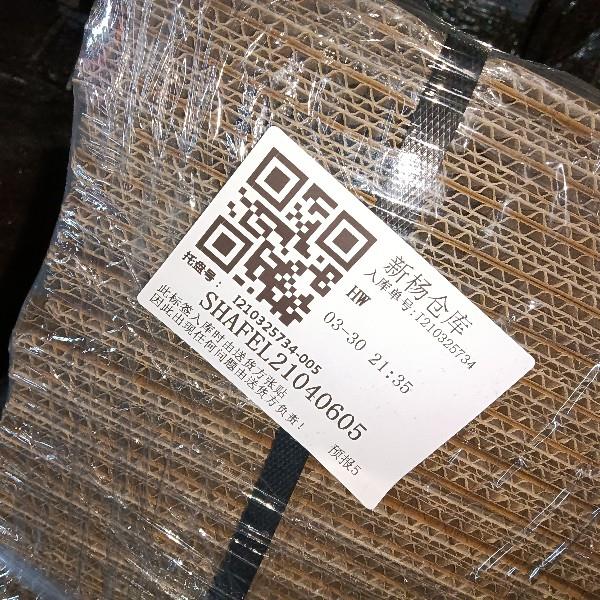 新杨仓库
入库单号:I210325734
HW
03-30 21:35
托盘号: I210325734-005
SHAFEL21040605
此标签入库时由送货方张贴
因此出现任何问题由送货方负责!
预报5